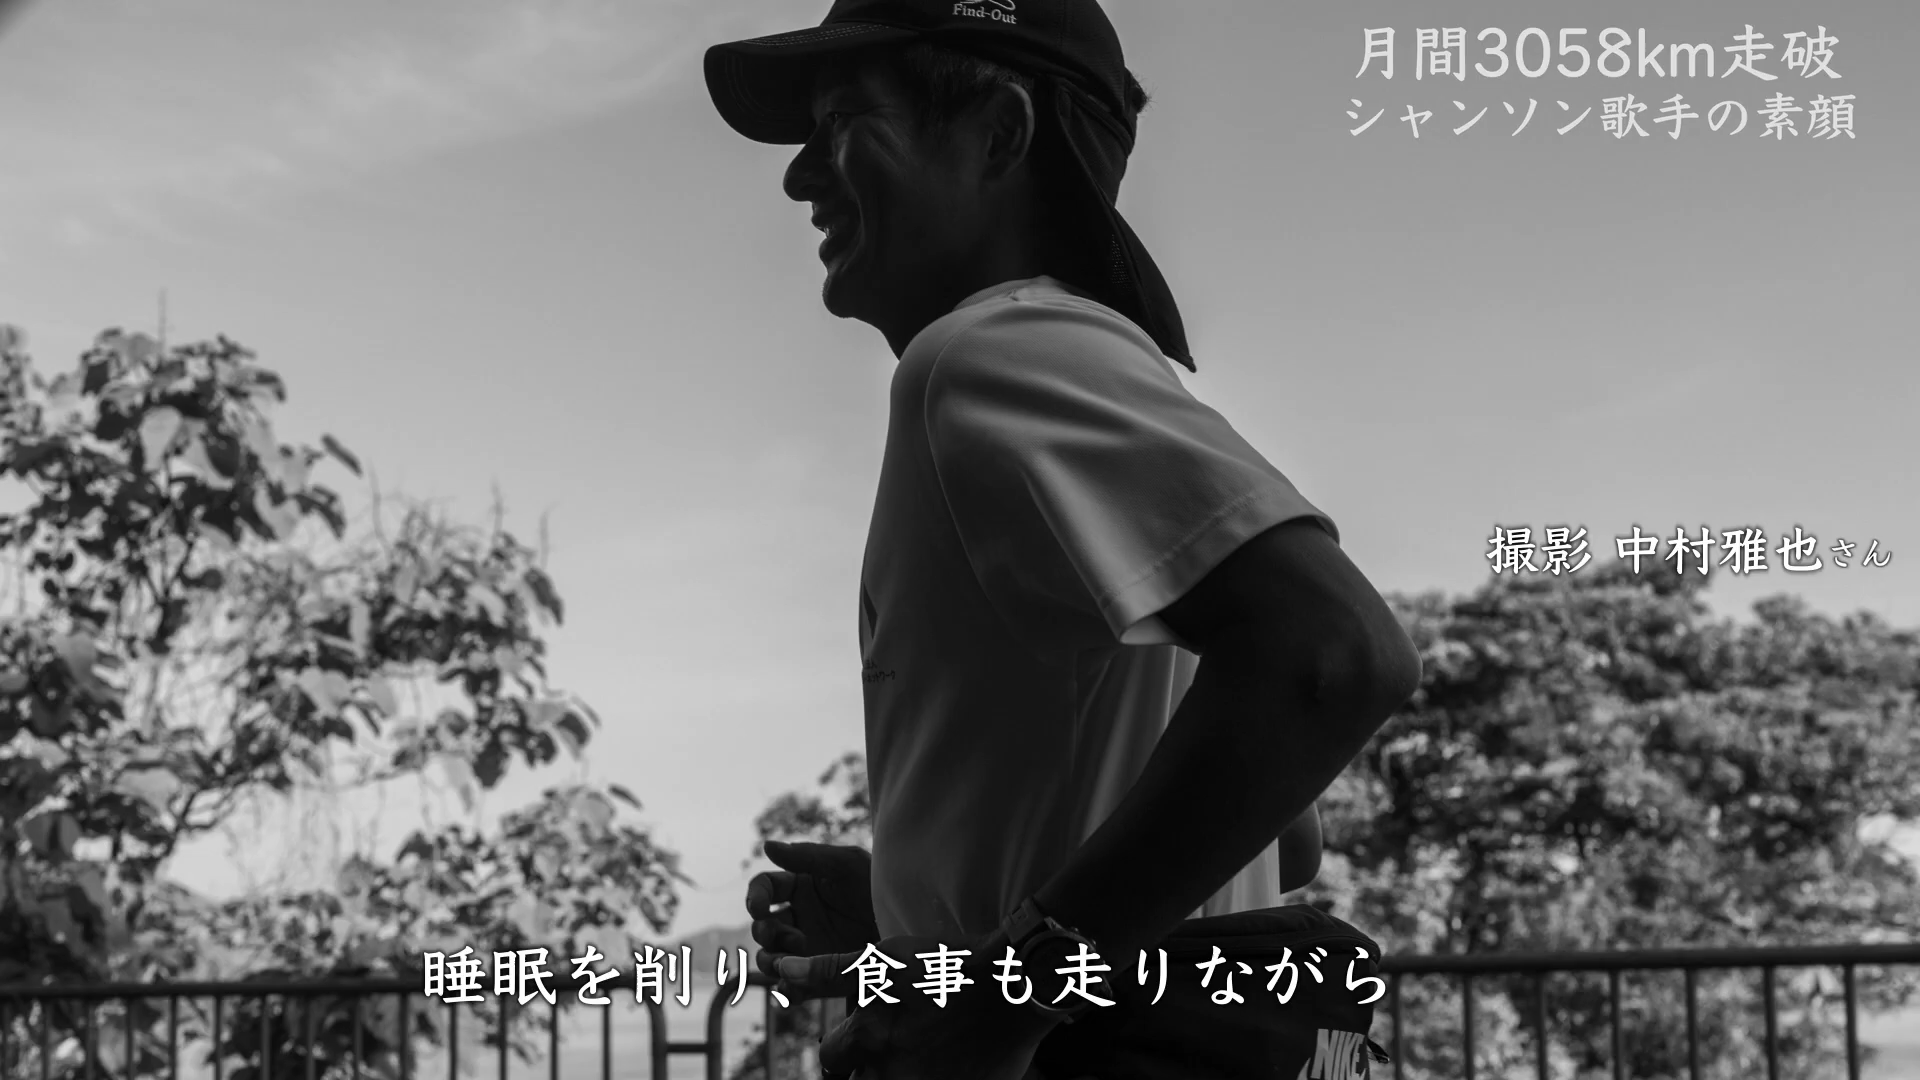 Find-Out
月間3058km走破
シャンソン歌手の素顔
撮影 中村雅也さん
睡眠を削り、食事も走りながら
NIKE